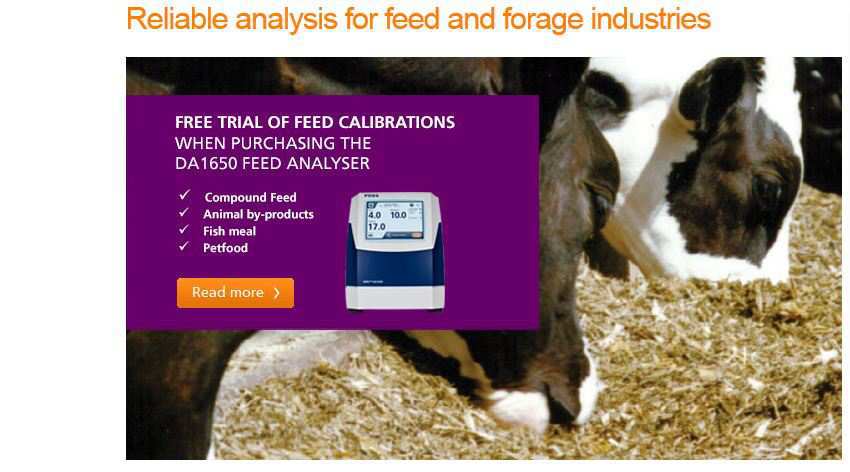 Reliable analysis for feed and forage industries
FREE TRIAL OF FEED CALIBRATIONS
WHEN PURCHASING THE
DA1650 FEED ANALYSER
✓ Compound Feed
✓ Animal by-products
✓ Fish meal
✓ Petfood
Read more >
FOSS
4.0 10.0
17.0